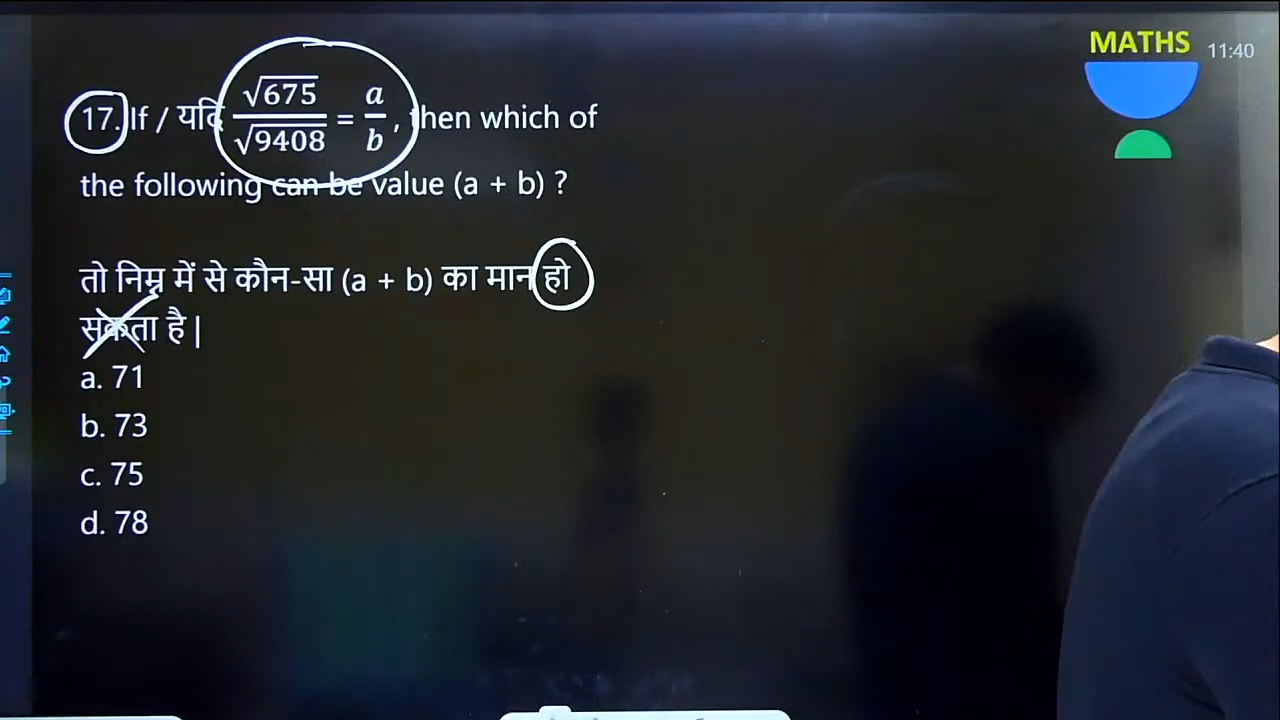 MATHS
11:40
17. If / यदि √675/√9408 = a/b, then which of
the following can be value (a + b) ?
तो निम्न में से कौन-सा (a + b) का मान हो
सकता है |
a. 71
b. 73
c. 75
d. 78